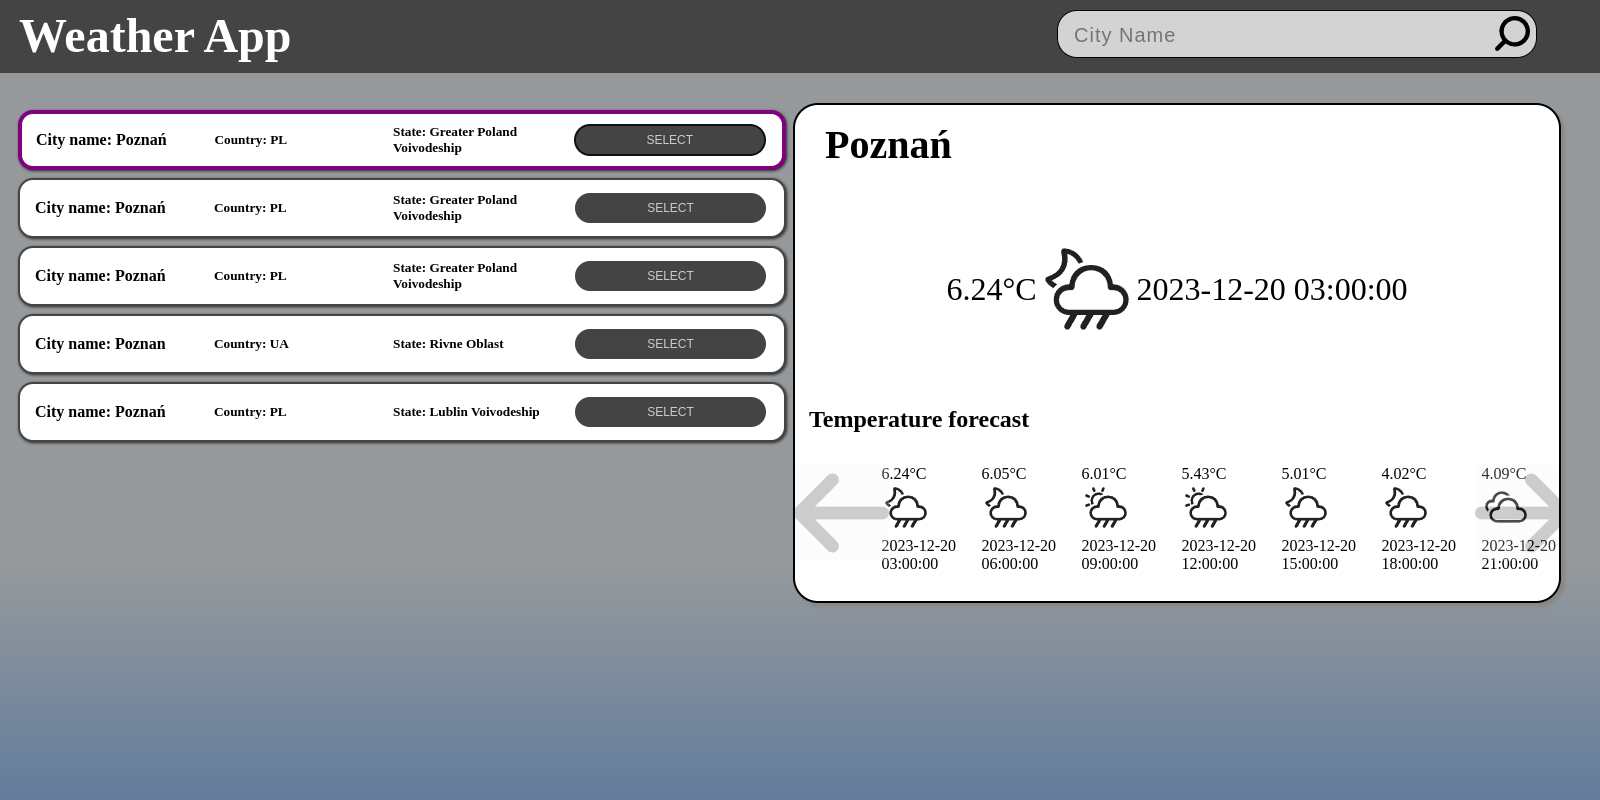 Weather App
City Name
City name: Poznań
Country: PL
State: Greater Poland
Voivodeship
SELECT
City name: Poznań
Country: PL
State: Greater Poland
Voivodeship
SELECT
City name: Poznań
Country: PL
State: Greater Poland
Voivodeship
SELECT
City name: Poznań
Country: UA
State: Rivne Oblast
SELECT
City name: Poznań
Country: PL
State: Lublin Voivodeship
SELECT
Poznań
6.24°C 2023-12-20 03:00:00
Temperature forecast
6.24°C
2023-12-20
03:00:00
6.05°C
2023-12-20
06:00:00
6.01°C
2023-12-20
09:00:00
5.43°C
2023-12-20
12:00:00
5.01°C
2023-12-20
15:00:00
4.02°C
2023-12-20
18:00:00
4.09°C
2023-12-20
21:00:00